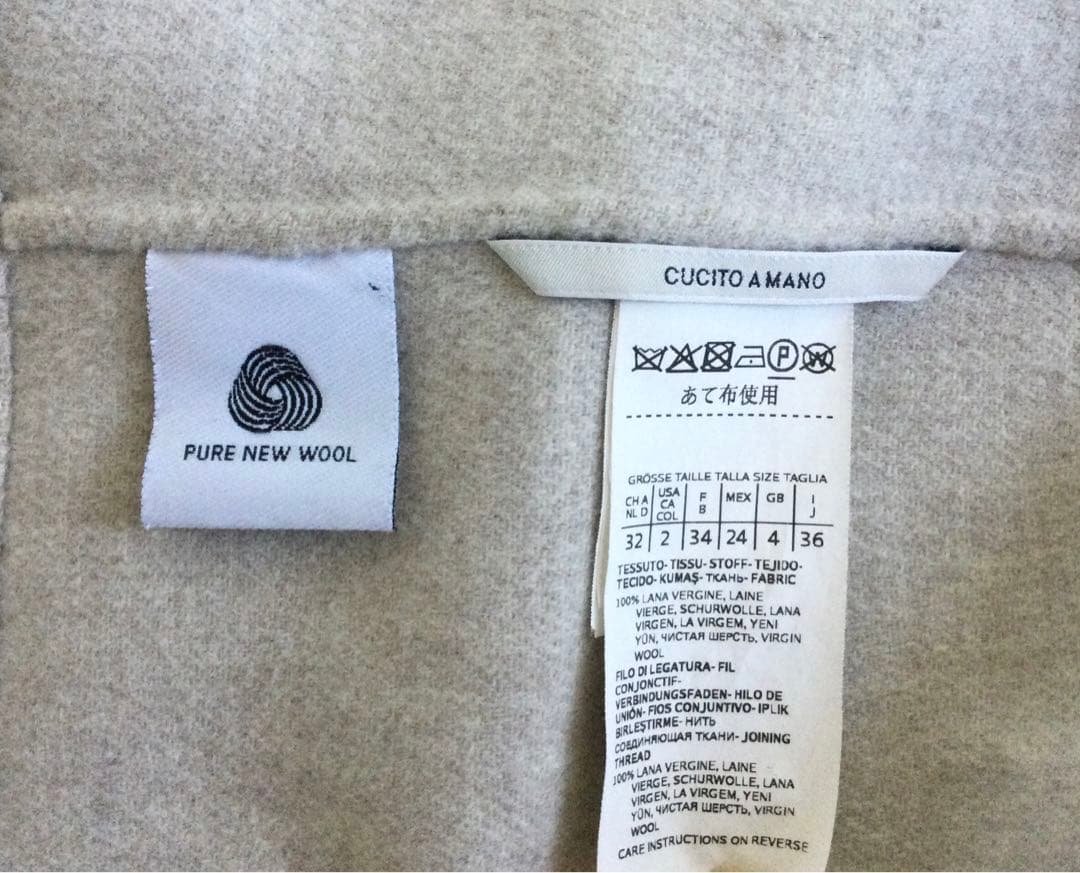 PURE NEW WOOL
CUCITO A MANO
P W
あて布使用
GRÖSSE TAILLE TALLA SIZE TAGLIA
CH A NL D USA CA COL F B MEX GB I J
32 2 34 24 4 36
TESSUTO- TISSU- STOFF- TEJIDO-
TECIDO- KUMAŞ- ТКАНЬ- FABRIC
100% LANA VERGINE, LAINE
VIERGE, SCHURWOLLE, LANA
VIRGEN, LA VIRGEM, YENI
YÜN, ЧИСТАЯ ШЕРСТЬ, VIRGIN
WOOL
FILO DI LEGATURA- FIL
CONJONCTIF-
VERBINDUNGSFADEN- HILO DE
UNIÓN- FIOS CONJUNTIVO- IPLIK
BIRLEŞTIRME- НИТЬ
СОЕДИНЯЮЩАЯ ТКАНИ- JOINING
THREAD
100% LANA VERGINE, LAINE
VIERGE, SCHURWOLLE, LANA
VIRGEN, LA VIRGEM, YENI
YÜN, ЧИСТАЯ ШЕРСТЬ, VIRGIN
WOOL
CARE INSTRUCTIONS ON REVERSE